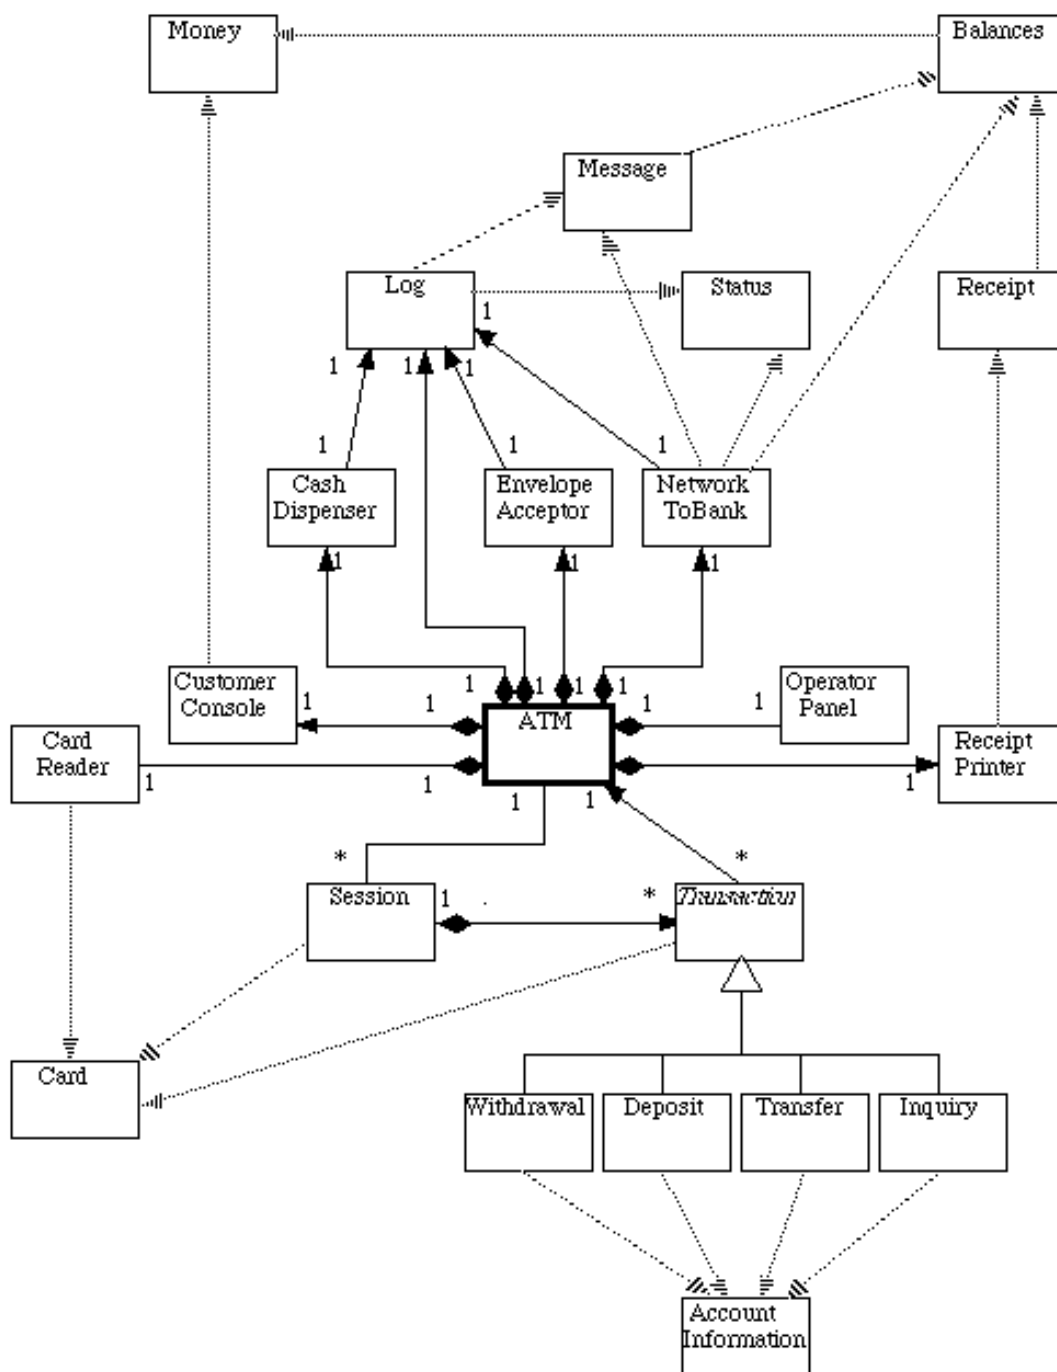 Money
Balances
Message
Log
1
Status
Receipt
1
1
1
1
1
1
Cash
Dispenser
Envelope
Acceptor
Network
ToBank
1
1
1
Customer
Console
1
1
1
1
1
1
1
1
Operator
Panel
ATM
Card
Reader
1
1
1
Receipt
Printer
1
1
*
*
Session
1
*
Transaction
Card
Withdrawal
Deposit
Transfer
Inquiry
Account
Information